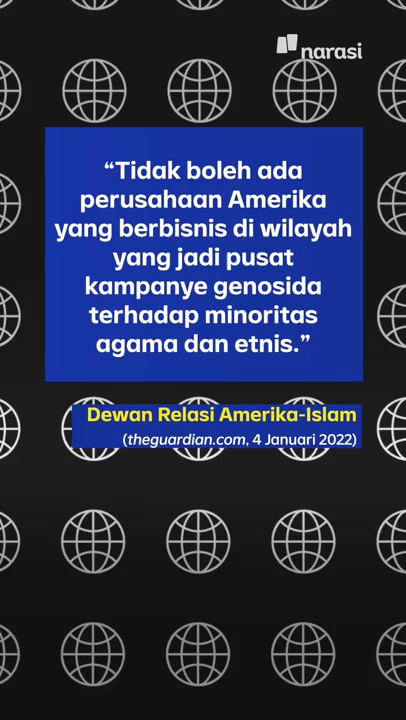 narasi
“Tidak boleh ada
perusahaan Amerika
yang berbisnis di wilayah
yang jadi pusat
kampanye genosida
terhadap minoritas
agama dan etnis.”
Dewan Relasi Amerika-Islam
(theguardian.com, 4 Januari 2022)